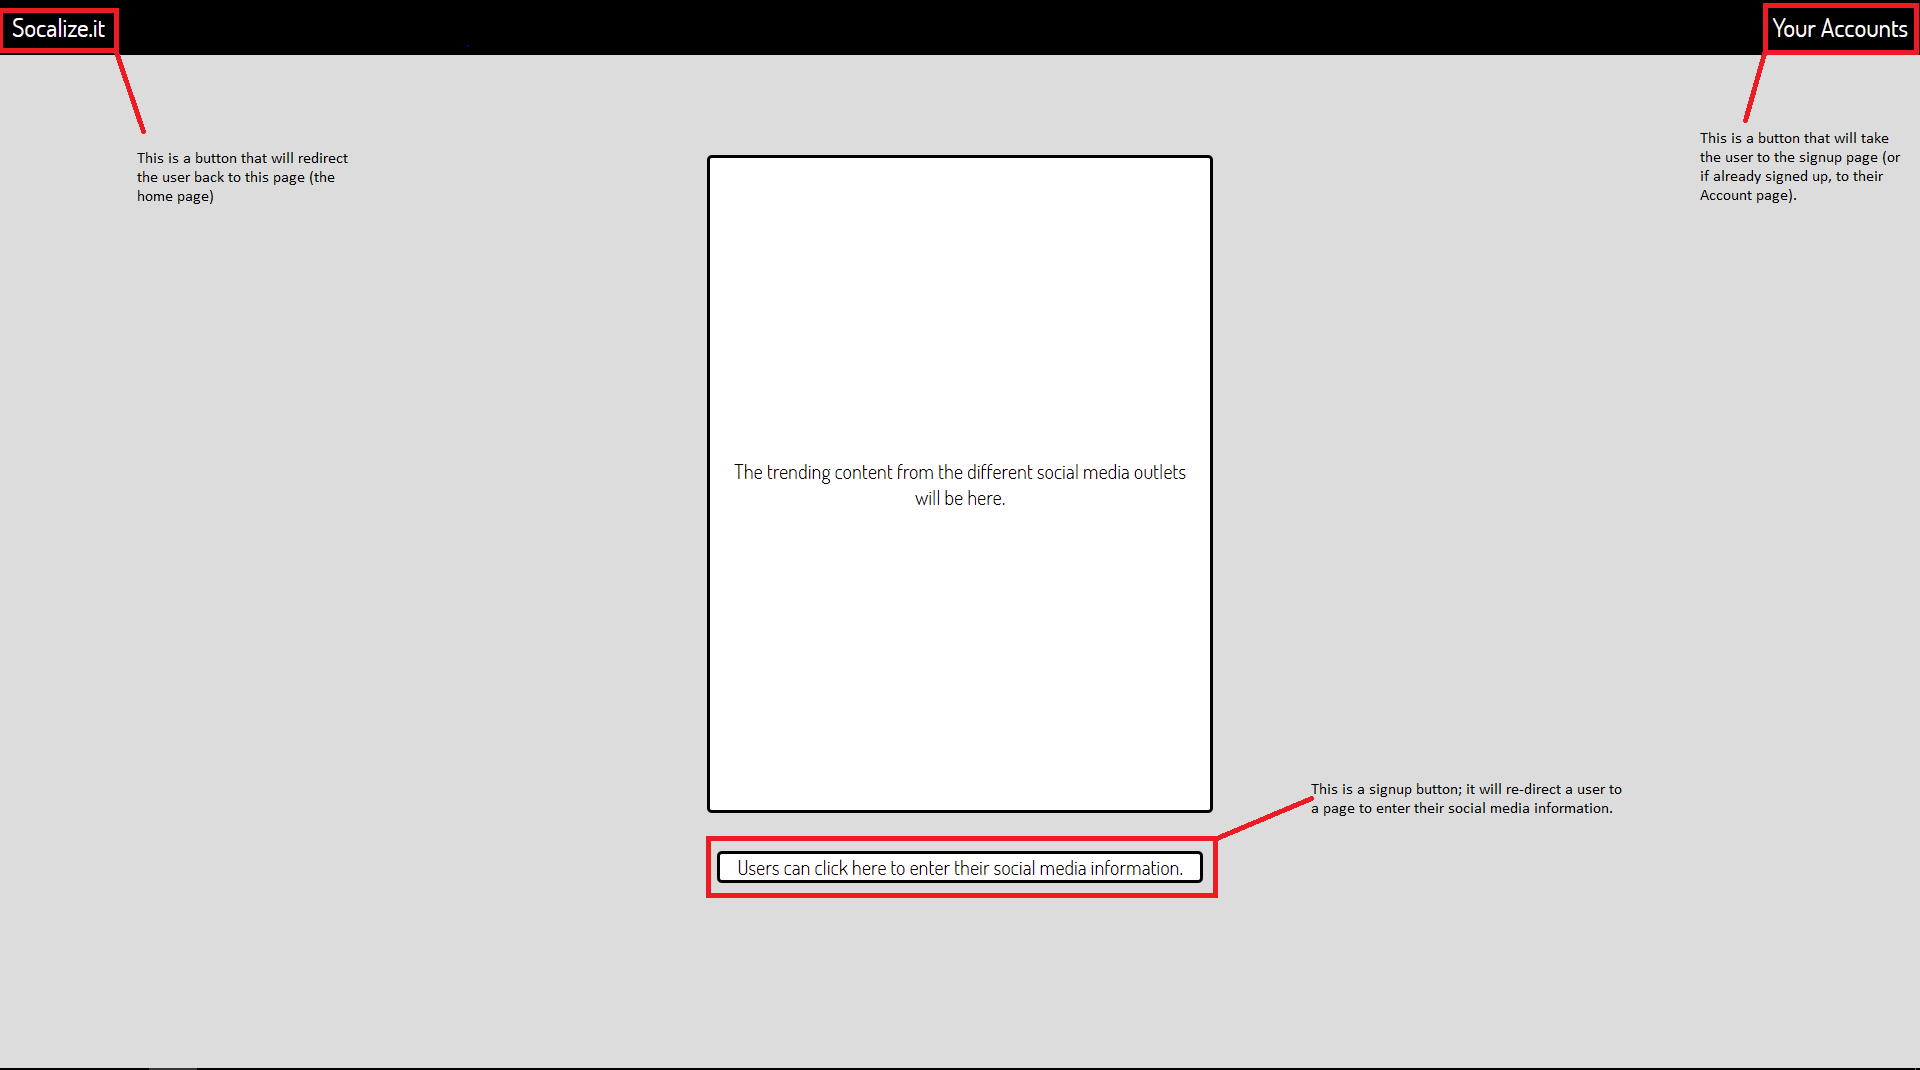 Socalize.it
Your Accounts
This is a button that will redirect
the user back to this page (the
home page)
This is a button that will take
the user to the signup page (or
if already signed up, to their
Account page).
The trending content from the different social media outlets
will be here.
This is a signup button; it will re-direct a user to
a page to enter their social media information.
Users can click here to enter their social media information.